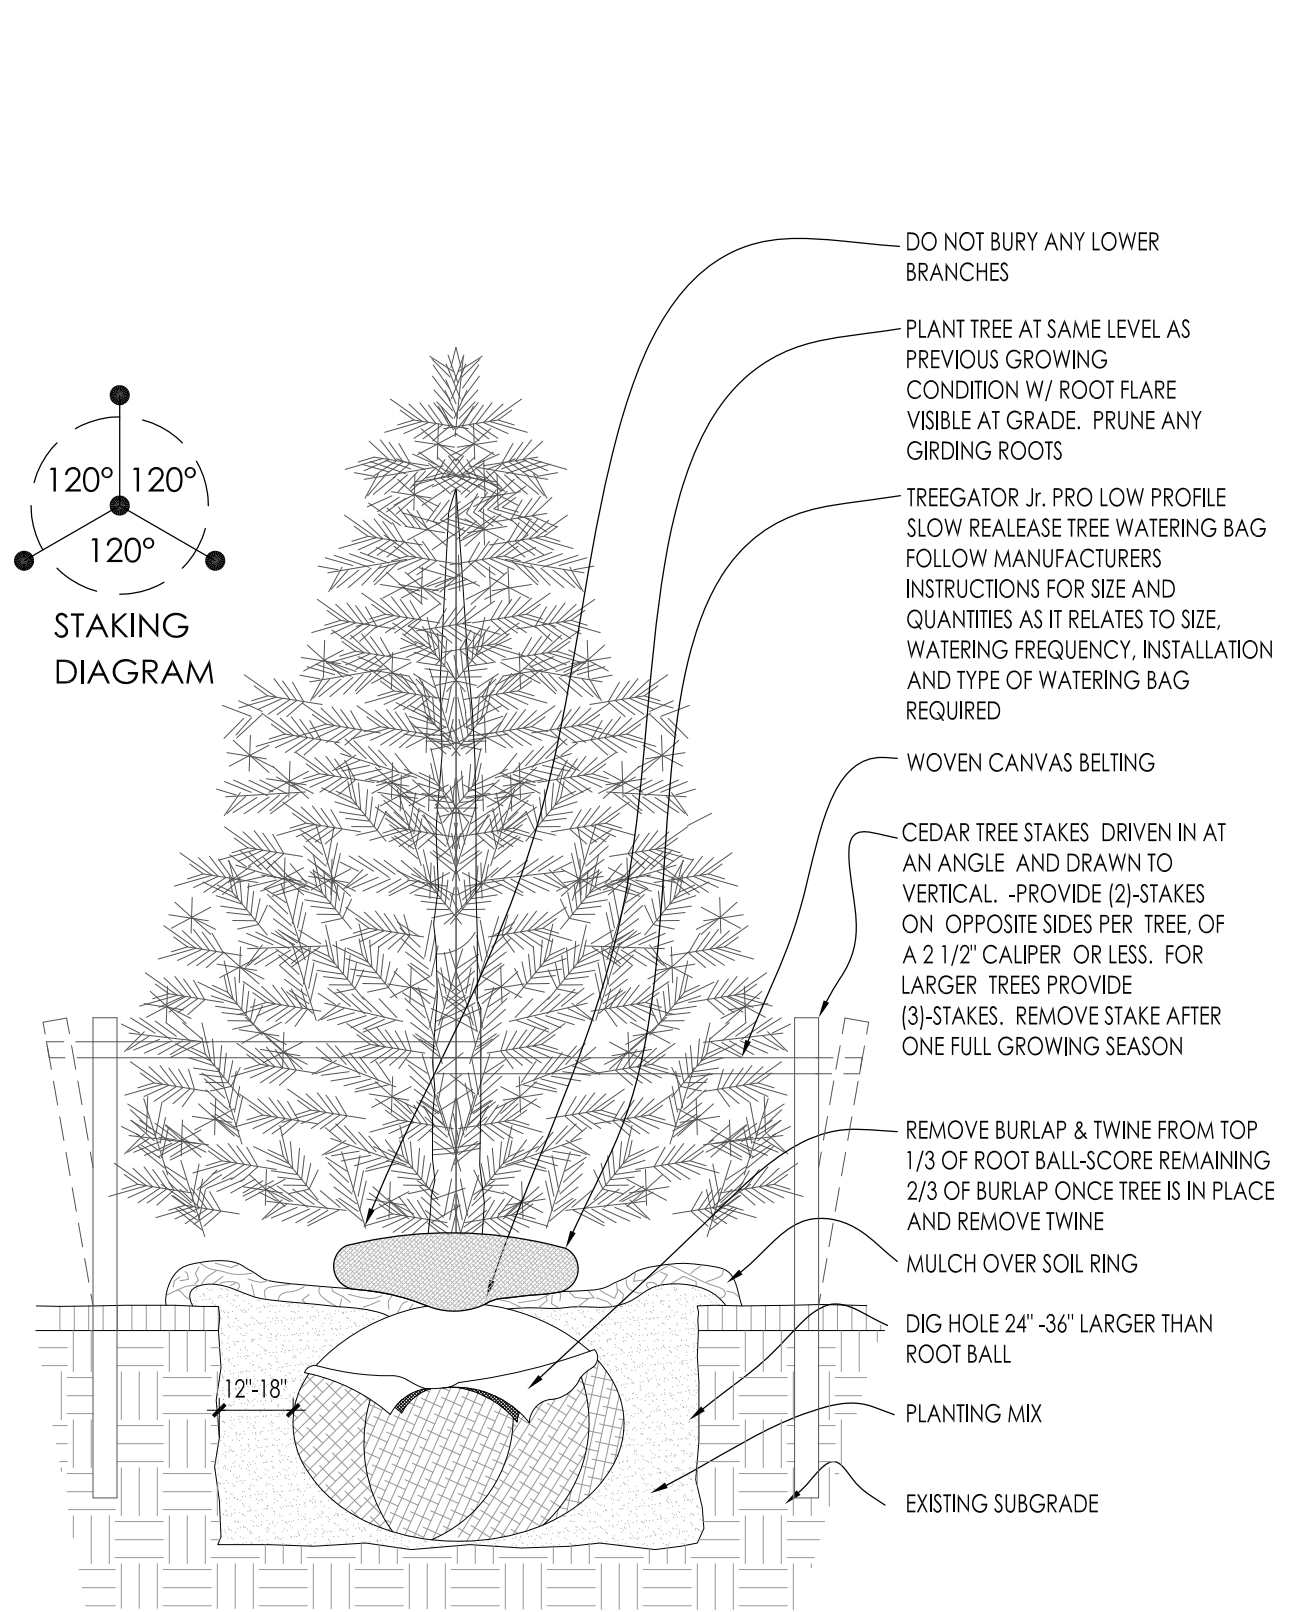 DO NOT BURY ANY LOWER
BRANCHES
PLANT TREE AT SAME LEVEL AS
PREVIOUS GROWING
CONDITION W/ ROOT FLARE
VISIBLE AT GRADE. PRUNE ANY
GIRDING ROOTS
120° 120°
120°
STAKING
DIAGRAM
TREEGATOR Jr. PRO LOW PROFILE
SLOW REALEASE TREE WATERING BAG
FOLLOW MANUFACTURERS
INSTRUCTIONS FOR SIZE AND
QUANTITIES AS IT RELATES TO SIZE,
WATERING FREQUENCY, INSTALLATION
AND TYPE OF WATERING BAG
REQUIRED
WOVEN CANVAS BELTING
CEDAR TREE STAKES DRIVEN IN AT
AN ANGLE AND DRAWN TO
VERTICAL. -PROVIDE (2)-STAKES
ON OPPOSITE SIDES PER TREE, OF
A 2 1/2" CALIPER OR LESS. FOR
LARGER TREES PROVIDE
(3)-STAKES. REMOVE STAKE AFTER
ONE FULL GROWING SEASON
REMOVE BURLAP & TWINE FROM TOP
1/3 OF ROOT BALL-SCORE REMAINING
2/3 OF BURLAP ONCE TREE IS IN PLACE
AND REMOVE TWINE
MULCH OVER SOIL RING
DIG HOLE 24" -36" LARGER THAN
ROOT BALL
12"-18"
PLANTING MIX
EXISTING SUBGRADE